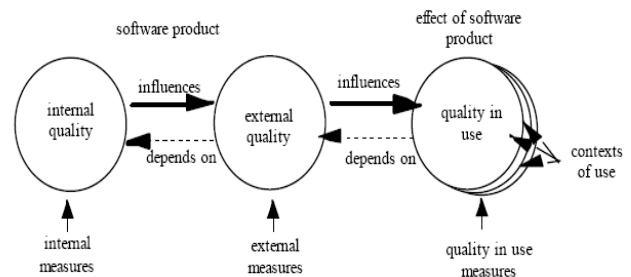 software product
effect of software
product
influences
influences
internal
quality
external
quality
quality in
use
depends on
depends on
contexts
of use
internal
measures
external
measures
quality in use
measures